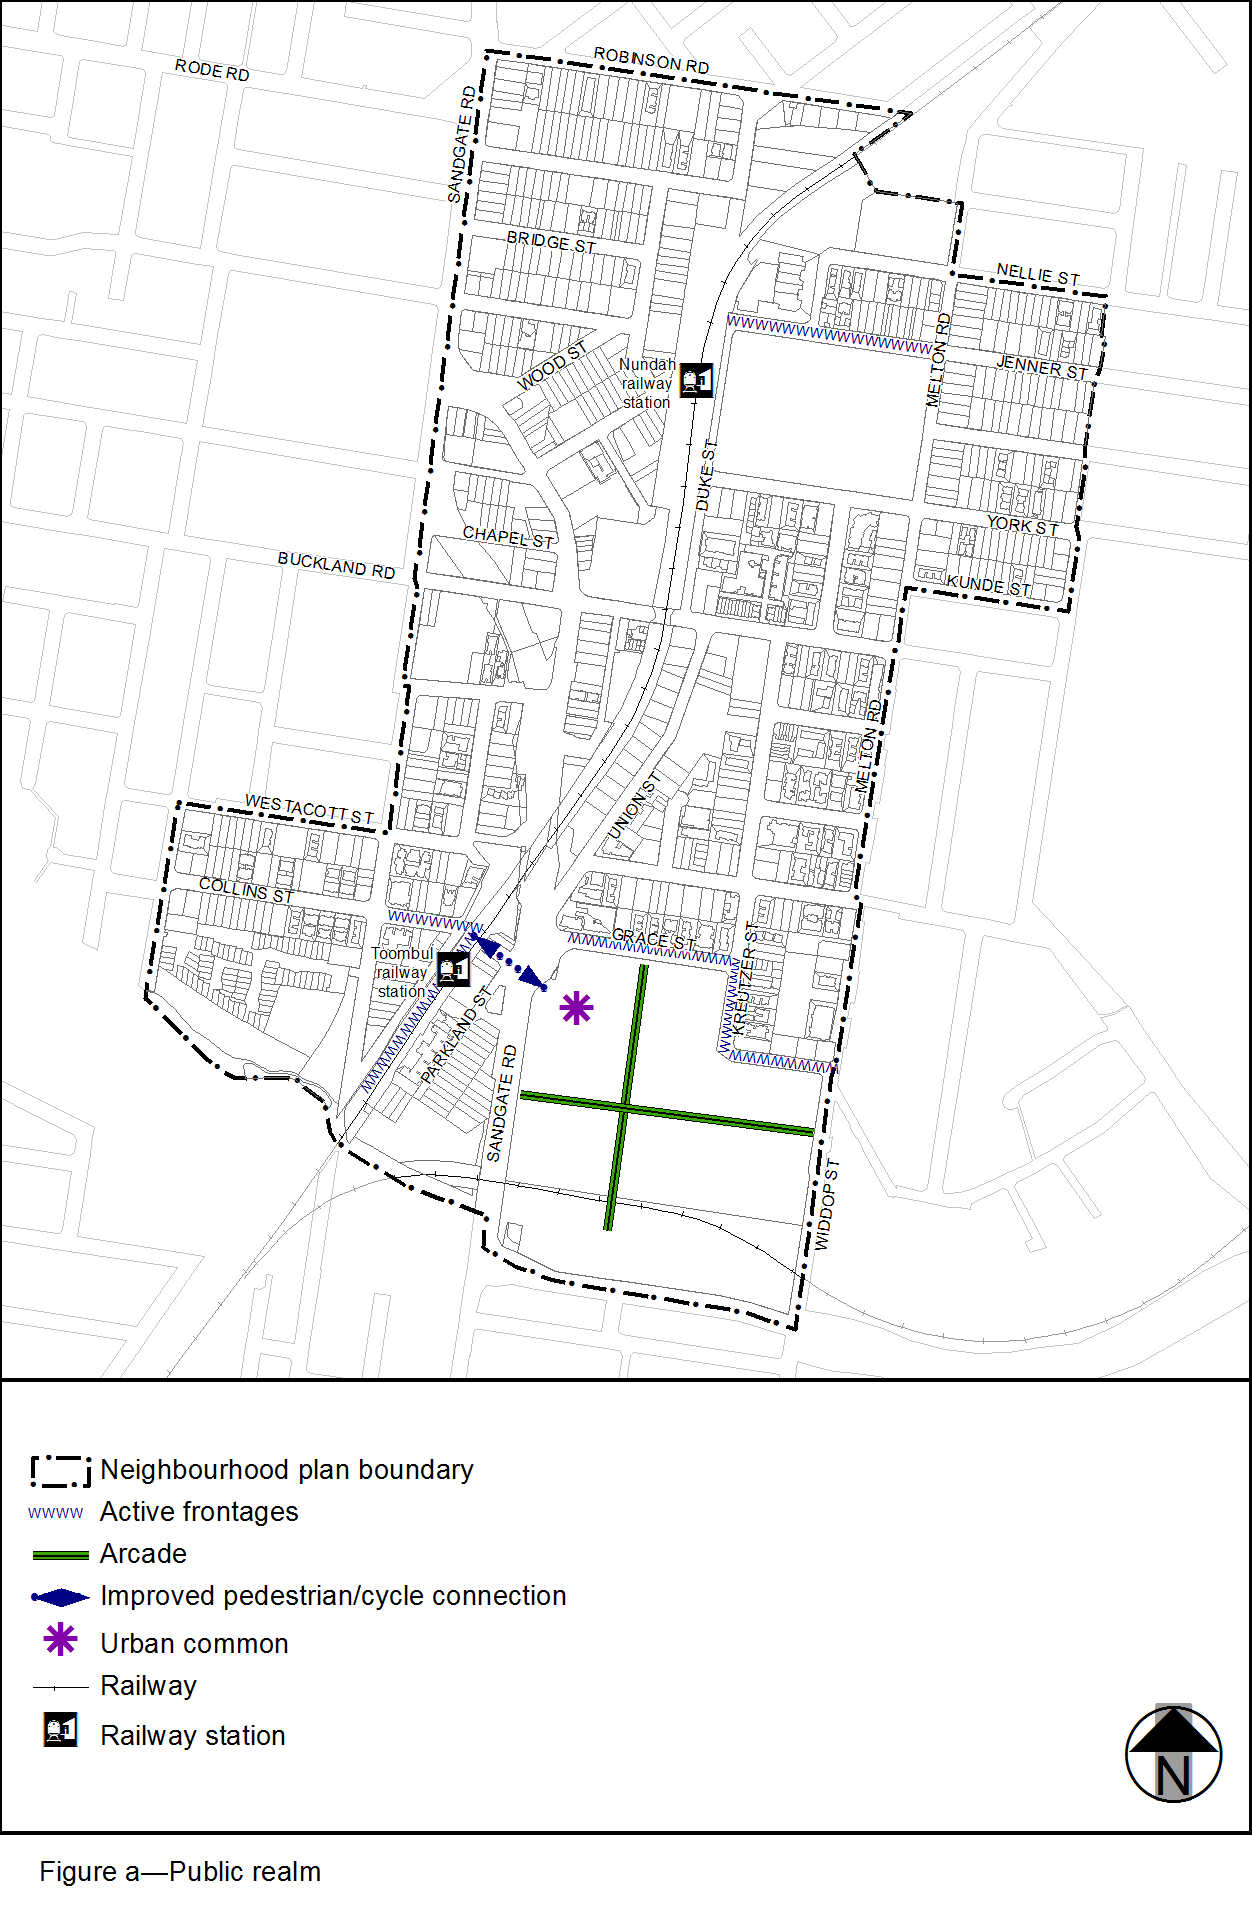 ROBINSON RD
RODE RD
SANDGATE RD
BRIDGE ST
NELLIE ST
WOOD ST
MELTON RD
JENNER ST
Nundah
railway
station
DUKE ST
CHAPEL ST
YORK ST
BUCKLAND RD
KUNDE ST
MELTON RD
WESTACOTT ST
UNION ST
COLLINS ST
GRACE ST
KREUTZER ST
Toombul
railway
station
PARKLAND ST
SANDGATE RD
WIDDOP ST
Neighbourhood plan boundary
Active frontages
Arcade
Improved pedestrian/cycle connection
Urban common
Railway
Railway station
N
Figure a—Public realm